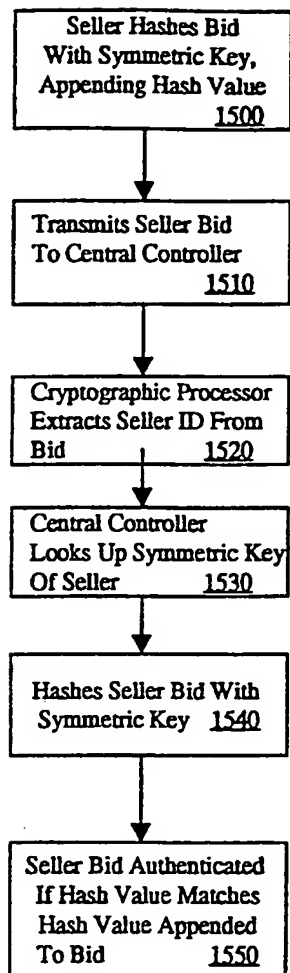 Seller Hashes Bid
With Symmetric Key,
Appending Hash Value
1500
Transmits Seller Bid
To Central Controller
1510
Cryptographic Processor
Extracts Seller ID From
Bid 1520
Central Controller
Looks Up Symmetric Key
Of Seller 1530
Hashes Seller Bid With
Symmetric Key 1540
Seller Bid Authenticated
If Hash Value Matches
Hash Value Appended
To Bid 1550